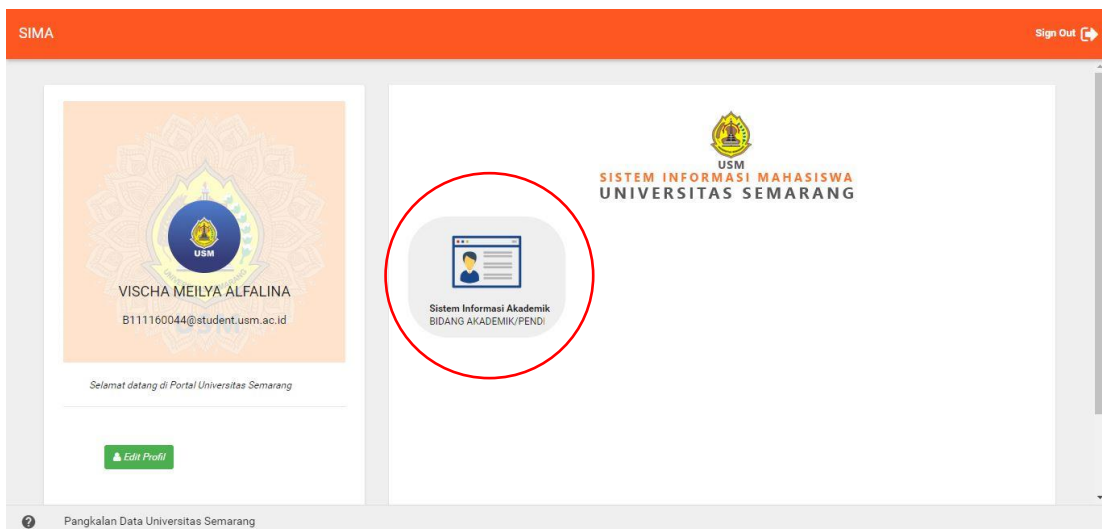 SIMA
Sign Out
USM
VISCHA MEILYA ALFALINA
B111160044@student.usm.ac.id
Selamat datang di Portal Universitas Semarang
Edit Profil
USM
SISTEM INFORMASI MAHASISWA
UNIVERSITAS SEMARANG
Sistem Informasi Akademik
BIDANG AKADEMIK/PENDI
Pangkalan Data Universitas Semarang